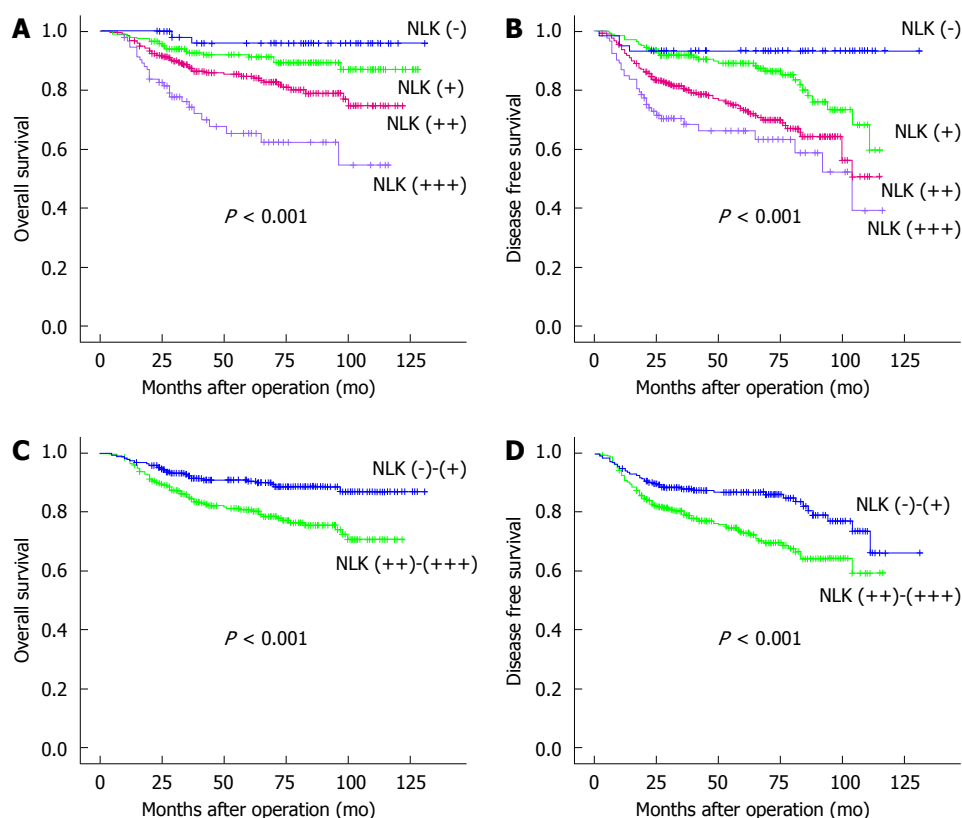 A
NLK (-)
1.0
0.8
0.6
0.4
0.2
0.0
NLK (+)
NLK (++)
NLK (+++)
P < 0.001
Overall survival
0 25 50 75 100 125
Months after operation (mo)
B
NLK (-)
1.0
0.8
0.6
0.4
0.2
0.0
NLK (+)
NLK (++)
NLK (+++)
P < 0.001
Disease free survival
0 25 50 75 100 125
Months after operation (mo)
C
1.0
0.8
0.6
0.4
0.2
0.0
NLK (-)-(+)
NLK (++)-(+++)
P < 0.001
Overall survival
0 25 50 75 100 125
Months after operation (mo)
D
1.0
0.8
0.6
0.4
0.2
0.0
NLK (-)-(+)
NLK (++)-(+++)
P < 0.001
Disease free survival
0 25 50 75 100 125
Months after operation (mo)